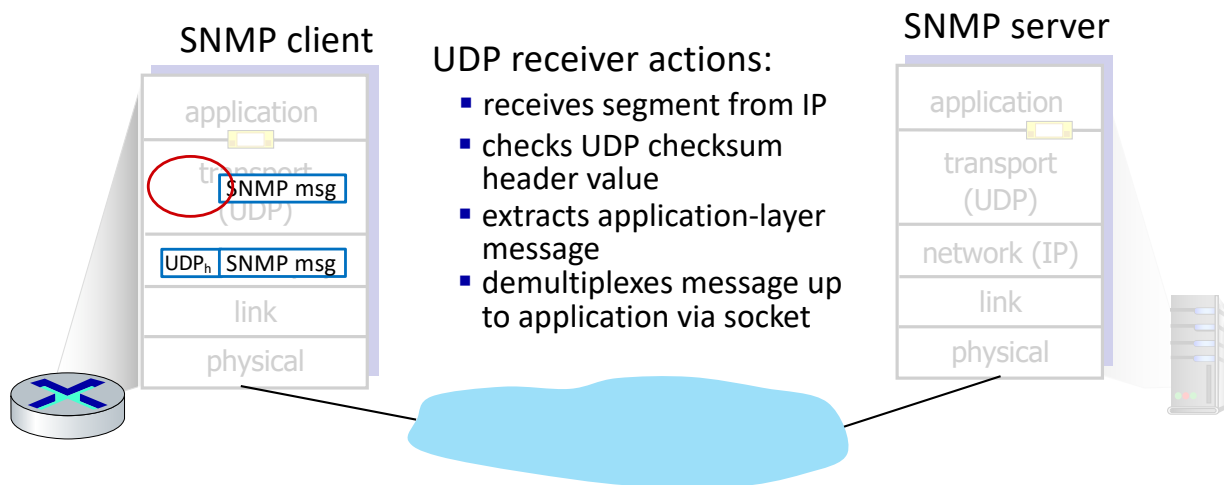 SNMP client
application
transport
SNMP msg
(UDP)
UDPh SNMP msg
link
physical
UDP receiver actions:
▪ receives segment from IP
▪ checks UDP checksum
header value
▪ extracts application-layer
message
▪ demultiplexes message up
to application via socket
SNMP server
application
transport
(UDP)
network (IP)
link
physical